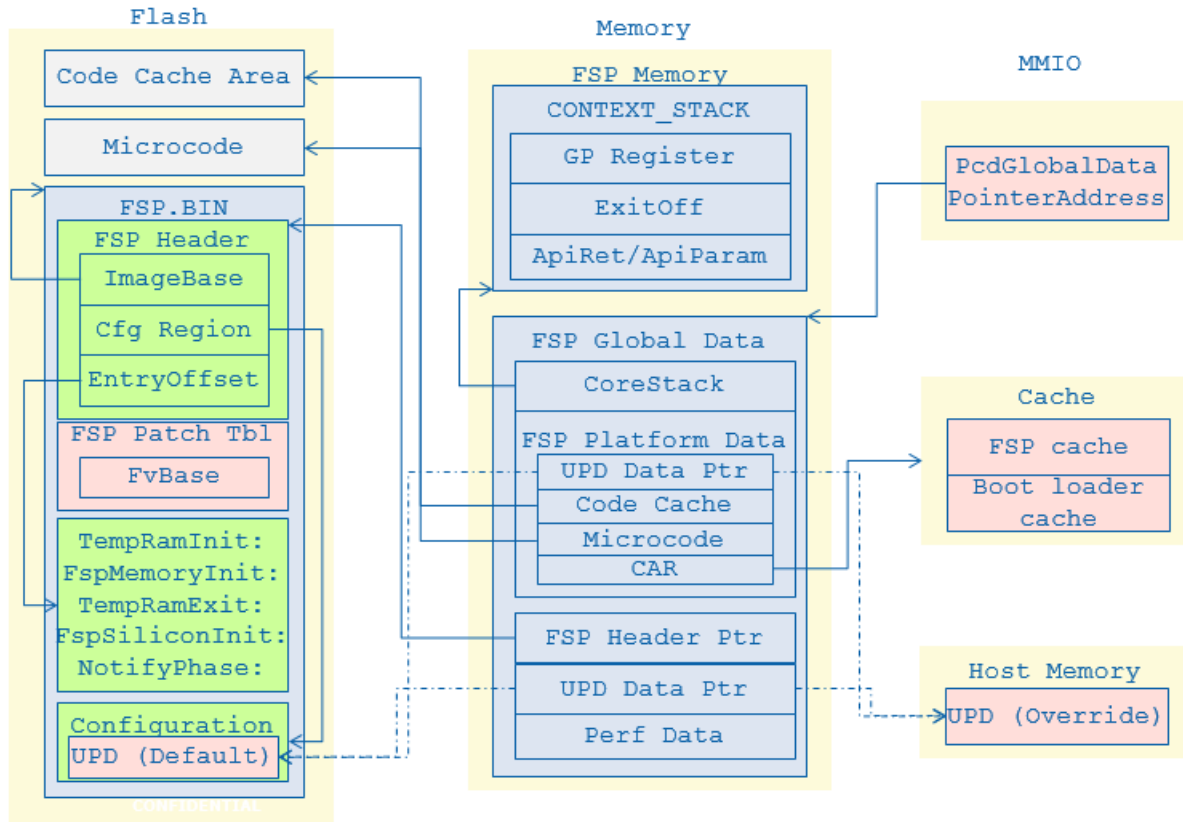 Flash
Code Cache Area
Microcode
FSP.BIN
FSP Header
ImageBase
Cfg Region
EntryOffset
FSP Patch Tbl
FvBase
TempRamInit:
FspMemoryInit:
TempRamExit:
FspSiliconInit:
NotifyPhase:
Configuration
UPD (Default)
CONFIDENTIAL
Memory
FSP Memory
CONTEXT_STACK
GP Register
ExitOff
ApiRet/ApiParam
FSP Global Data
CoreStack
FSP Platform Data
UPD Data Ptr
Code Cache
Microcode
CAR
FSP Header Ptr
UPD Data Ptr
Perf Data
MMIO
PcdGlobalData
PointerAddress
Cache
FSP cache
Boot loader
cache
Host Memory
UPD (Override)